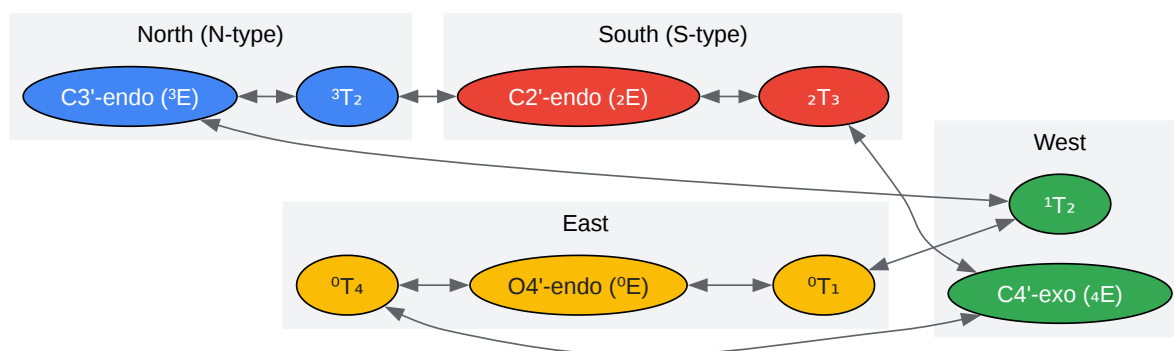 North (N-type)
South (S-type)
C3'-endo (³E)
³T₂
C2'-endo (₂E)
₂T₃
West
¹T₂
East
⁰T₄
O4'-endo (⁰E)
⁰T₁
C4'-exo (₄E)